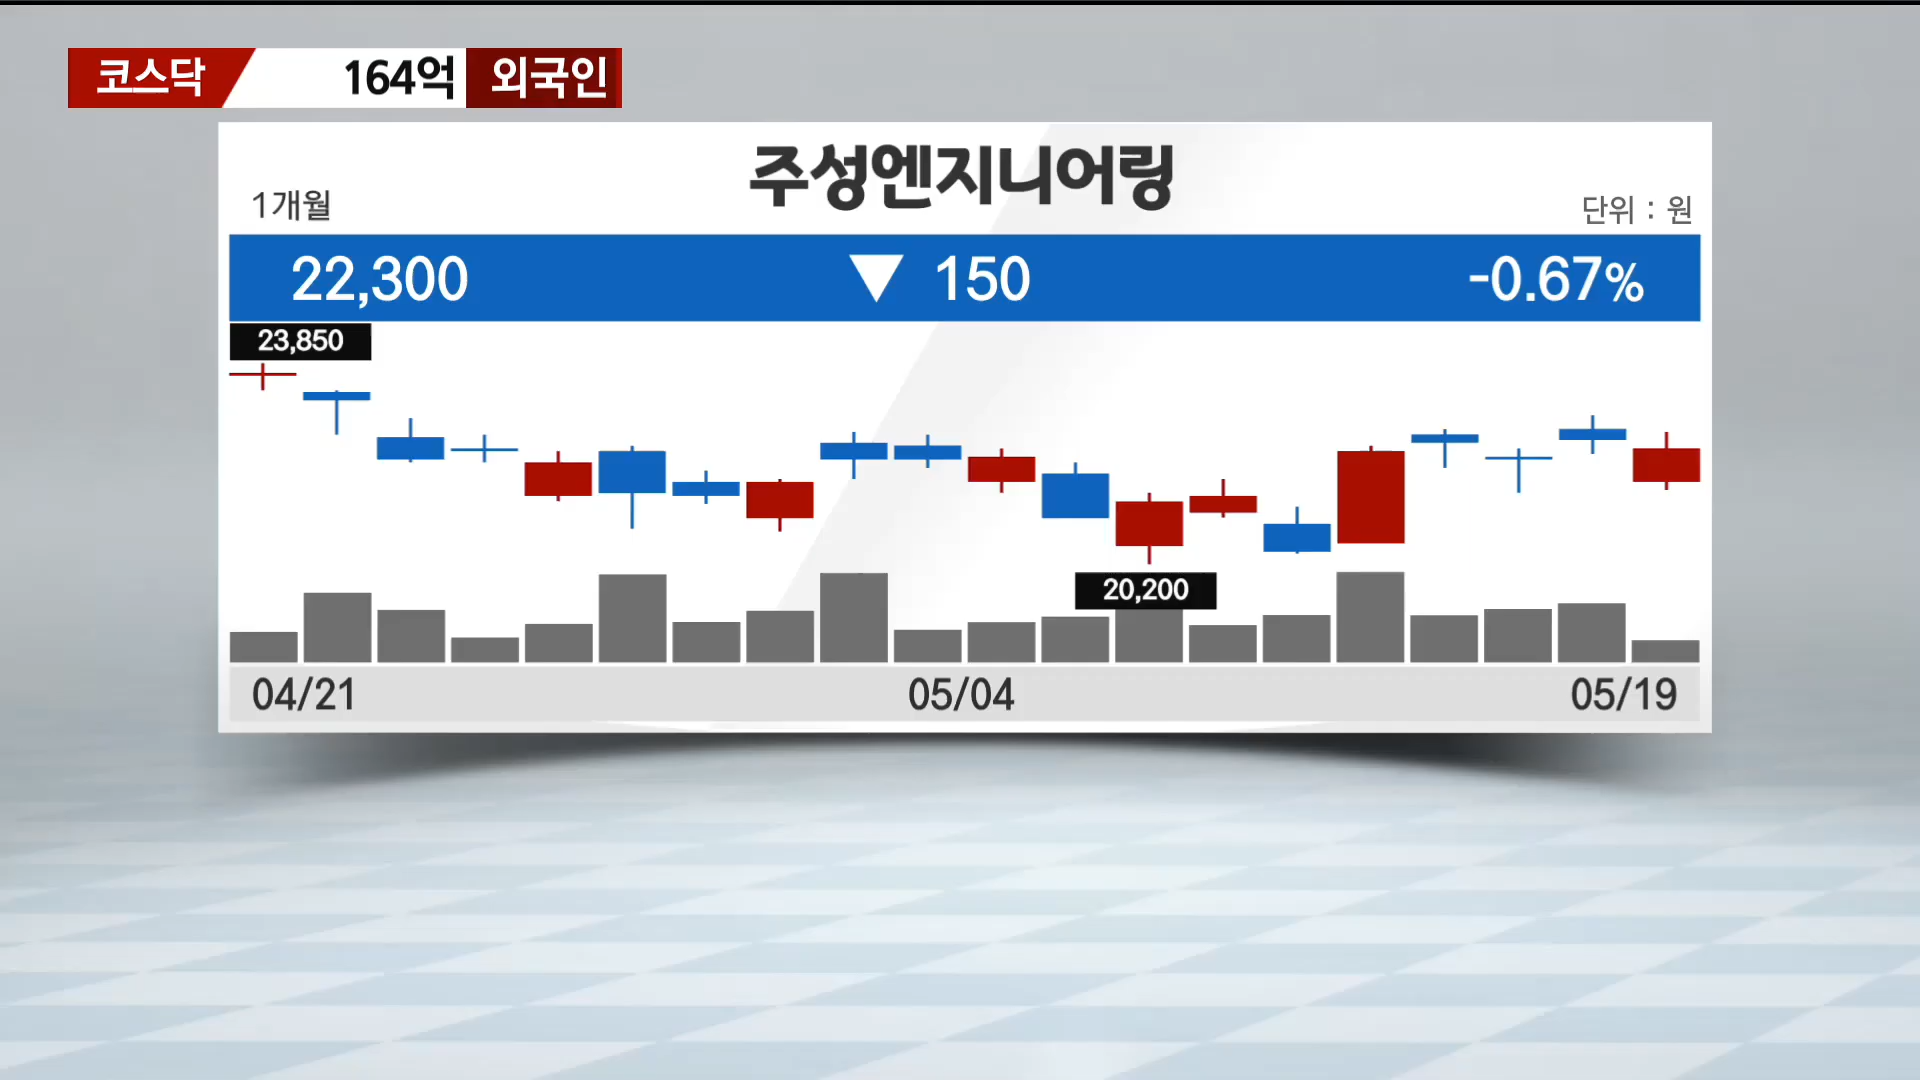 코스닥 164억 외국인
주성엔지니어링
1개월
단위 : 원
22,300 ▼ 150 -0.67%
23,850
20,200
04/21 05/04 05/19